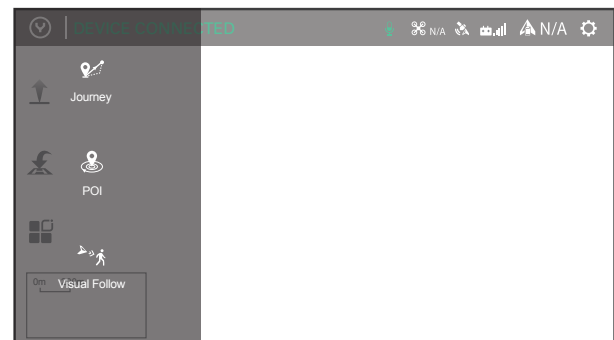 DEVICE CONNECTED N/A N/A
Journey
POI
Visual Follow
0m